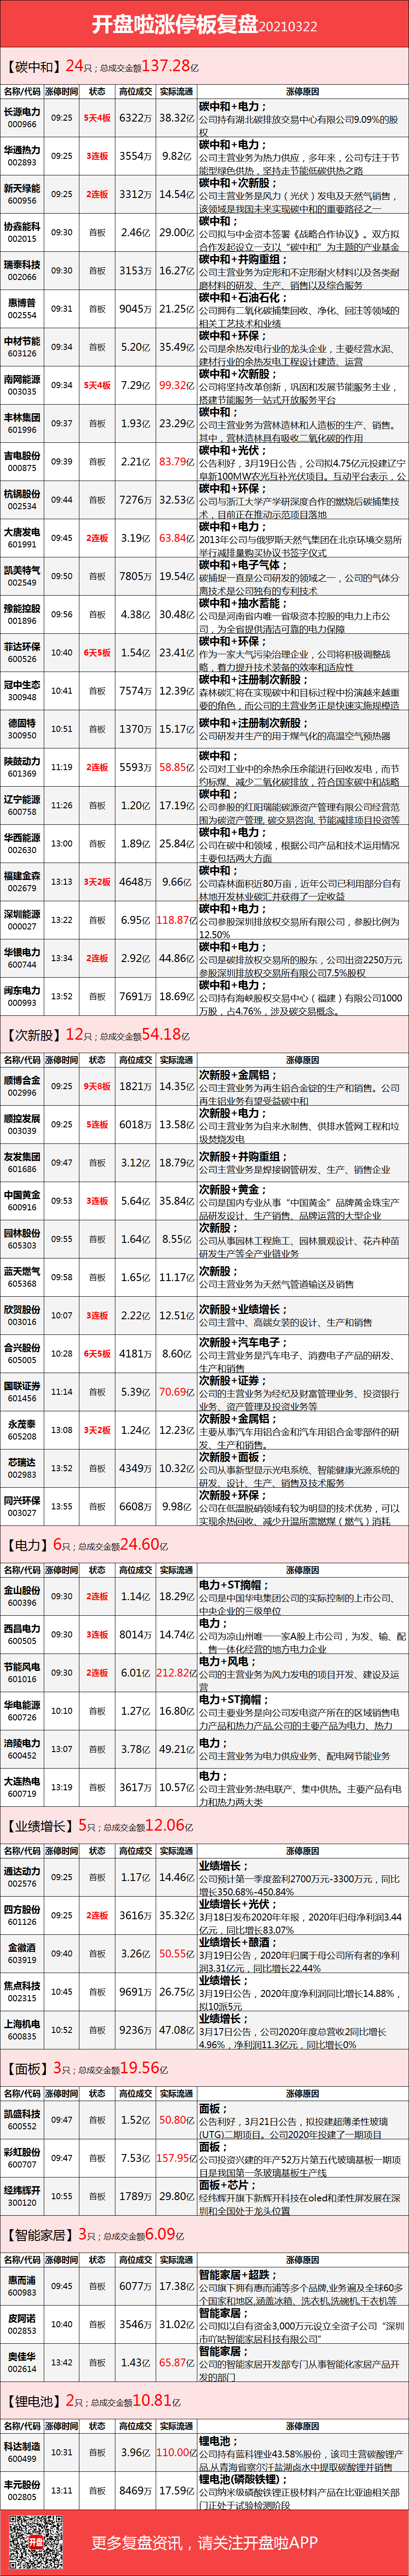 开盘啦涨停板复盘20210322
【碳中和】24只；总成交金额137.28亿
名称/代码 涨停时间 状态 高位成交 实际流通 涨停原因
长源电力 000966 09:25 5天4板 6322万 38.32亿 碳中和+电力；
公司持有湖北碳排放交易中心有限公司9.09%的股权
华通热力 002893 09:25 3连板 3554万 9.82亿 碳中和+电力；
公司主营业务为热力供应，多年来，公司专注于节能型绿色供热，坚持走节能低碳供热之路
新天绿能 600956 09:25 2连板 3312万 14.54亿 碳中和+次新股；
公司主营业务是风力（光伏）发电及天然气销售，该领域是我国未来实现碳中和的重要路径之一
协鑫能科 002015 09:30 首板 2.46亿 29.00亿 碳中和；
公司拟与中金资本签署《战略合作协议》。双方拟合作发起设立一支以“碳中和”为主题的产业基金
瑞泰科技 002066 09:30 首板 3153万 16.27亿 碳中和+并购重组；
公司主营业务为定形和不定形耐火材料以及各类耐磨材料的研发、生产、销售以及综合服务
惠博普 002554 09:31 首板 9045万 21.25亿 碳中和+石油石化；
公司拥有二氧化碳捕集回收、净化、回注等领域的相关工艺技术和业绩
中材节能 603126 09:34 首板 5.20亿 35.49亿 碳中和+环保；
公司是余热发电行业的龙头企业，主要经营水泥、建材行业的余热发电工程设计建造、运营
南网能源 003035 09:34 5天4板 7.29亿 99.32亿 碳中和+次新股；
公司将坚持改革创新，巩固和发展节能服务主业，搭建节能服务一站式开放服务平台
丰林集团 601996 09:37 首板 1.93亿 23.29亿 碳中和；
公司主营业务为营林造林和人造板的生产、销售。其中，营林造林具有吸收二氧化碳的作用
吉电股份 000875 09:39 首板 2.21亿 83.79亿 碳中和+光伏；
公告利好，3月19日公告，公司拟4.75亿元投建辽宁阜新100MW农光互补光伏项目。互动平台表示，公
杭锅股份 002534 09:44 首板 7276万 32.53亿 碳中和+环保；
公司与浙江大学产学研深度合作的燃烧后碳捕集技术，目前正在推动示范项目落地
大唐发电 601991 09:45 2连板 3.19亿 63.84亿 碳中和+电力；
2013年公司与俄罗斯天然气集团在北京环境交易所举行减排量购买协议书签字仪式
凯美特气 002549 09:50 首板 7805万 19.54亿 碳中和+电子气体；
碳捕捉一直是公司研发的领域之一，公司的气体分离技术是公司独有的专利技术
豫能控股 001896 09:56 首板 4.38亿 30.48亿 碳中和+抽水蓄能；
公司是河南省内唯一省级资本控股的电力上市公司，为全省提供清洁可靠的电力保障
菲达环保 600526 10:40 6天5板 1.54亿 23.41亿 碳中和+环保；
作为一家大气污染治理企业，公司将积极调整战略，着力提升技术装备的效率和适应性
冠中生态 300948 10:41 首板 7574万 12.39亿 碳中和+注册制次新股；
森林碳汇将在实现碳中和目标过程中扮演越来越重要的角色，而公司的主营业务正是快速实施规模造
德固特 300950 10:51 首板 1370万 15.17亿 碳中和+注册制次新股；
公司研发并生产的用于煤气化的高温空气预热器
陕鼓动力 601369 11:19 2连板 5593万 58.85亿 碳中和；
公司对工业中的余热余压余能进行回收发电，而节约标煤、减少二氧化碳排放，符合国家碳中和战略
辽宁能源 600758 11:26 首板 1.20亿 17.19亿 碳中和；
公司参股的红阳瑞能碳源资产管理有限公司经营范围为碳资产管理, 碳交易咨询, 节能减排项目投资等
华西能源 002630 13:00 首板 1.89亿 25.84亿 碳中和+电力；
公司在碳中和领域，根据公司产品和技术运用情况主要包括两大方面
福建金森 002679 13:13 3天2板 4648万 9.66亿 碳中和；
公司森林面积近80万亩，近年公司已利用部分自有林地开发林业碳汇并获得了一定收益
深圳能源 000027 13:22 首板 6.95亿 118.87亿 碳中和+电力；
公司参股深圳排放权交易所有限公司，参股比例为12.50%
华银电力 600744 13:34 2连板 2.92亿 44.86亿 碳中和+电力；
公司是碳排放权交易所的股东，公司出资2250万元参股深圳排放权交易所有限公司7.5%股权
闽东电力 000993 13:52 首板 7691万 18.69亿 碳中和+电力；
公司持有海峡股权交易中心（福建）有限公司1000万股，占4.76%，涉及碳交易概念。
【次新股】12只；总成交金额54.18亿
名称/代码 涨停时间 状态 高位成交 实际流通 涨停原因
顺博合金 002996 09:25 9天8板 1821万 14.35亿 次新股+金属铝；
公司主营业务为再生铝合金锭的生产和销售。公司再生铝业务有望受益碳中和
顺控发展 003039 09:25 5连板 6018万 13.58亿 次新股+电力；
公司主营业务为自来水制售、供排水管网工程和垃圾焚烧发电
友发集团 601686 09:47 首板 3.12亿 18.79亿 次新股+并购重组；
公司主营业务是焊接钢管研发、生产、销售企业
中国黄金 600916 09:53 3连板 5.64亿 35.84亿 次新股+黄金；
公司是国内专业从事“中国黄金”品牌黄金珠宝产品研发设计、生产销售、品牌运营的大型企业
园林股份 605303 09:55 首板 1.64亿 8.55亿 次新股；
公司从事园林工程施工、园林景观设计、花卉种苗研发生产等全产业链业务
蓝天燃气 605368 09:58 首板 1.65亿 11.17亿 次新股；
公司主营业务为天然气管道输送及销售
欣贺股份 003016 10:07 3连板 2.22亿 12.51亿 次新股+业绩增长；
公司主营中、高端女装的设计、生产和销售
合兴股份 605005 10:28 6天5板 4181万 8.60亿 次新股+汽车电子；
公司主营业务是汽车电子、消费电子产品的研发、生产和销售
国联证券 601456 11:14 首板 5.39亿 70.69亿 次新股+证券；
公司的主营业务为经纪及财富管理业务、投资银行业务、资产管理及投资业务等
永茂泰 605208 13:08 3天2板 1.24亿 12.23亿 次新股+金属铝；
主要从事汽车用铝合金和汽车用铝合金零部件的研发、生产和销售。
芯瑞达 002983 13:52 首板 4349万 10.32亿 次新股+面板；
公司从事新型显示光电系统、智能健康光源系统的研发、设计、生产、销售及技术服务
同兴环保 003027 13:55 首板 6608万 9.98亿 次新股+环保；
公司在低温脱硝领域有较为明显的技术优势，可以实现余热回收、减少升温所需燃煤（燃气）消耗
【电力】6只；总成交金额24.60亿
名称/代码 涨停时间 状态 高位成交 实际流通 涨停原因
金山股份 600396 09:30 2连板 1.14亿 18.29亿 电力+ST摘帽；
公司是中国华电集团公司的实际控制的上市公司、中央企业的三级单位
西昌电力 600505 09:30 3连板 8014万 14.74亿 电力；
公司为凉山州唯一一家A股上市公司，为发、输、配、售一体化经营的地方电力企业
节能风电 601016 09:30 2连板 6.01亿 212.82亿 电力+风电；
公司的主营业务为风力发电的项目开发、建设及运营
华电能源 600726 10:10 首板 1.27亿 16.80亿 电力+ST摘帽；
公司主要业务是向公司发电资产所在的区域销售电力产品和热力产品,公司的主要产品为电力、热力
涪陵电力 600452 13:07 首板 3.78亿 49.21亿 电力；
公司主营业务为电力供应业务、配电网节能业务
大连热电 600719 13:19 首板 3617万 10.57亿 电力；
公司主营业务:热电联产、集中供热。主要产品有电力和热力两大类
【业绩增长】5只；总成交金额12.06亿
名称/代码 涨停时间 状态 高位成交 实际流通 涨停原因
通达动力 002576 09:25 首板 1.17亿 14.46亿 业绩增长；
公司预计第一季度盈利2700万元-3300万元，同比增长350.68%-450.84%
四方股份 601126 09:25 2连板 3616万 35.32亿 业绩增长+光伏；
3月18日发布2020年年报，2020年归母净利润3.44亿元，同比增长83.07%
金徽酒 603919 09:40 首板 3.26亿 50.55亿 业绩增长+酿酒；
3月19日公告，2020年归属于母公司所有者的净利润3.31亿元，同比增长22.44%
焦点科技 002315 10:45 首板 9691万 26.75亿 业绩增长；
3月19日公告，2020年度净利润同比增长14.88%，拟10派5元
上海机电 600835 10:52 首板 9236万 47.08亿 业绩增长；
3月17日公告，公司2020年度总营收2同比增长4.96%，净利润11.3亿元，同比增长0%
【面板】3只；总成交金额19.56亿
名称/代码 涨停时间 状态 高位成交 实际流通 涨停原因
凯盛科技 600552 09:47 首板 1.52亿 50.80亿 面板；
公告利好，3月21日公告，拟投建超薄柔性玻璃(UTG)二期项目。公司2020年投建了一期项目
彩虹股份 600707 09:47 首板 7.53亿 157.95亿 面板；
公司投资兴建的年产52万片第五代玻璃基板一期项目是我国第一条玻璃基板生产线
经纬辉开 300120 10:55 首板 1789万 29.80亿 面板+芯片；
经纬辉开旗下新辉开科技在oled和柔性屏发展在深圳和全国处于龙头位置
【智能家居】3只；总成交金额6.09亿
名称/代码 涨停时间 状态 高位成交 实际流通 涨停原因
惠而浦 600983 09:45 首板 6077万 17.38亿 智能家居+超跌；
公司旗下拥有惠而浦等多个品牌,业务遍及全球60多个国家和地区,涵盖冰箱、洗衣机,洗碗机,干衣机等
皮阿诺 002853 10:40 首板 3546万 31.02亿 智能家居；
公司拟以自有资金3,000万元设立全资子公司“深圳市吖咕智能家居科技有限公司”
奥佳华 002614 13:42 首板 1.43亿 65.87亿 智能家居；
公司的智能家居开发部专门从事智能化家居产品开发的部门
【锂电池】2只；总成交金额10.81亿
名称/代码 涨停时间 状态 高位成交 实际流通 涨停原因
科达制造 600499 10:31 首板 3.96亿 110.00亿 锂电池；
公司持有蓝科锂业43.58%股份，该司主营碳酸锂产品,从青海省察尔汗盐湖卤水中提取碳酸锂并销售
丰元股份 002805 13:11 首板 8469万 17.59亿 锂电池(磷酸铁锂)；
公司纳米级磷酸铁锂正极材料产品在比亚迪相关部门正处于试验检测阶段
开盘
更多复盘资讯，请关注开盘啦APP